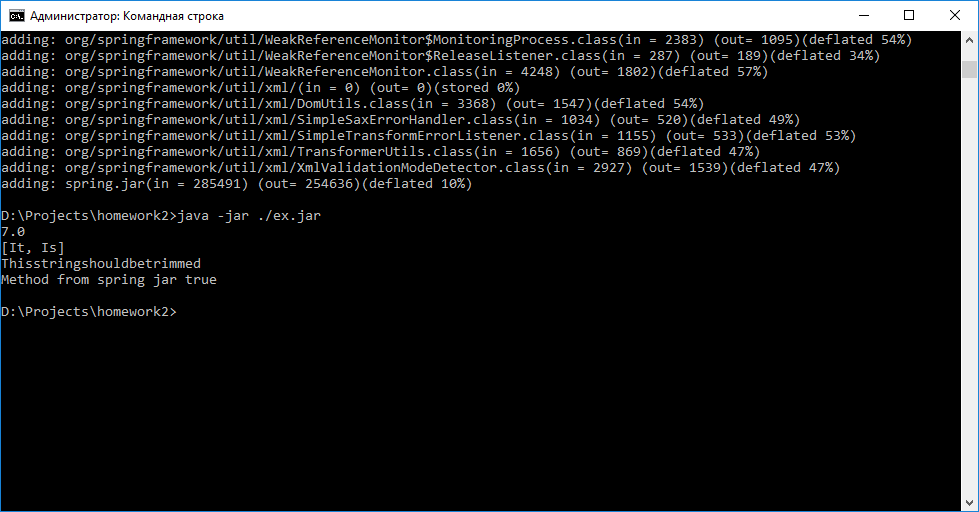 Администратор: Командная строка
adding: org/springframework/util/WeakReferenceMonitor$MonitoringProcess.class(in = 2383) (out= 1095)(deflated 54%)
adding: org/springframework/util/WeakReferenceMonitor$ReleaseListener.class(in = 287) (out= 189)(deflated 34%)
adding: org/springframework/util/WeakReferenceMonitor.class(in = 4248) (out= 1802)(deflated 57%)
adding: org/springframework/util/xml/(in = 0) (out= 0)(stored 0%)
adding: org/springframework/util/xml/DomUtils.class(in = 3368) (out= 1547)(deflated 54%)
adding: org/springframework/util/xml/SimpleSaxErrorHandler.class(in = 1034) (out= 520)(deflated 49%)
adding: org/springframework/util/xml/SimpleTransformErrorListener.class(in = 1155) (out= 533)(deflated 53%)
adding: org/springframework/util/xml/TransformerUtils.class(in = 1656) (out= 869)(deflated 47%)
adding: org/springframework/util/xml/XmlValidationModeDetector.class(in = 2927) (out= 1539)(deflated 47%)
adding: spring.jar(in = 285491) (out= 254636)(deflated 10%)
D:\Projects\homework2>java -jar ./ex.jar
7.0
[It, Is]
Thisstringshouldbetrimmed
Method from spring jar true
D:\Projects\homework2>